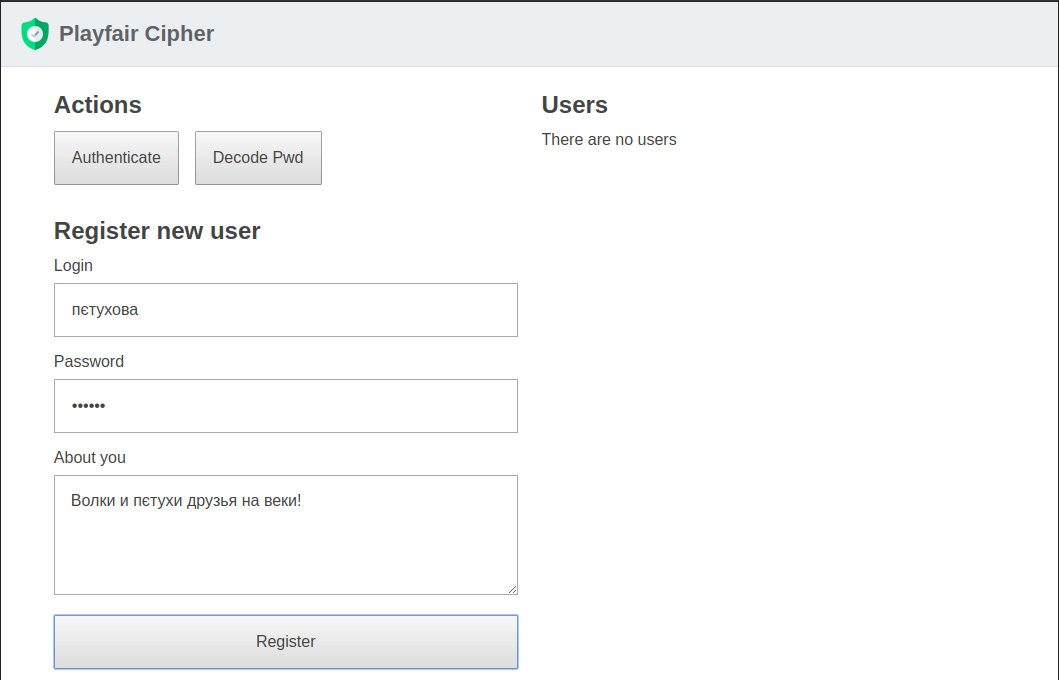 Playfair Cipher
Actions
Authenticate
Decode Pwd
Register new user
Login
пєтухова
Password
••••••
About you
Волки и пєтухи друзья на веки!
Register
Users
There are no users